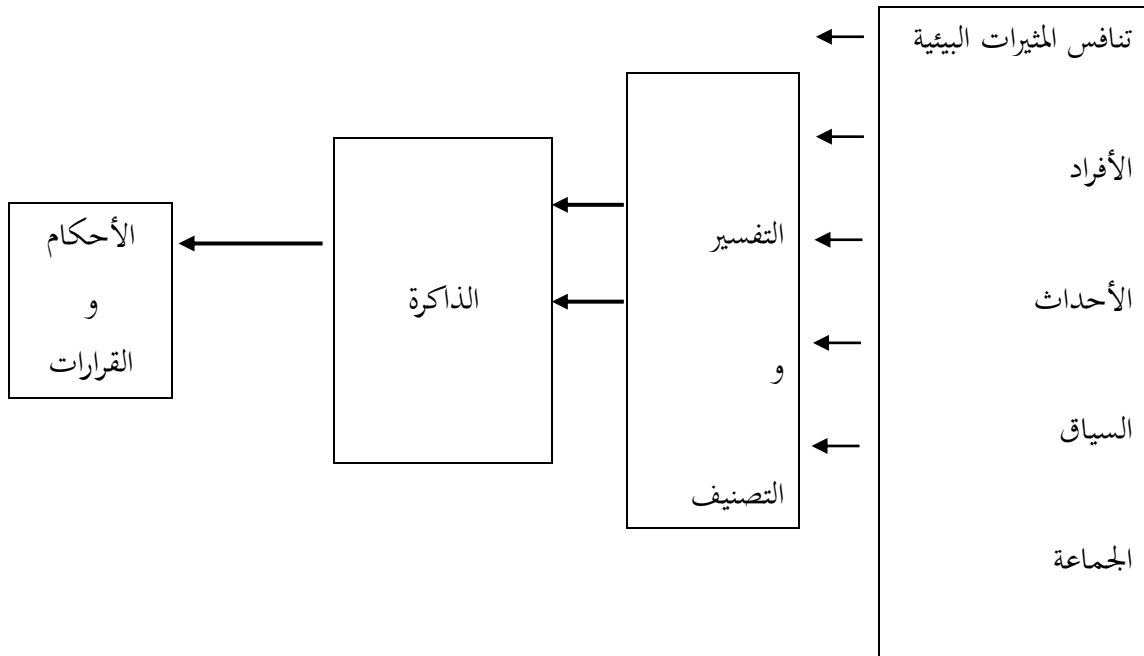 تنافس المثيرات البيئية
الأفراد
الأحداث
السياق
الجماعة
التفسير
و
التصنيف
الذاكرة
الأحكام
و
القرارات